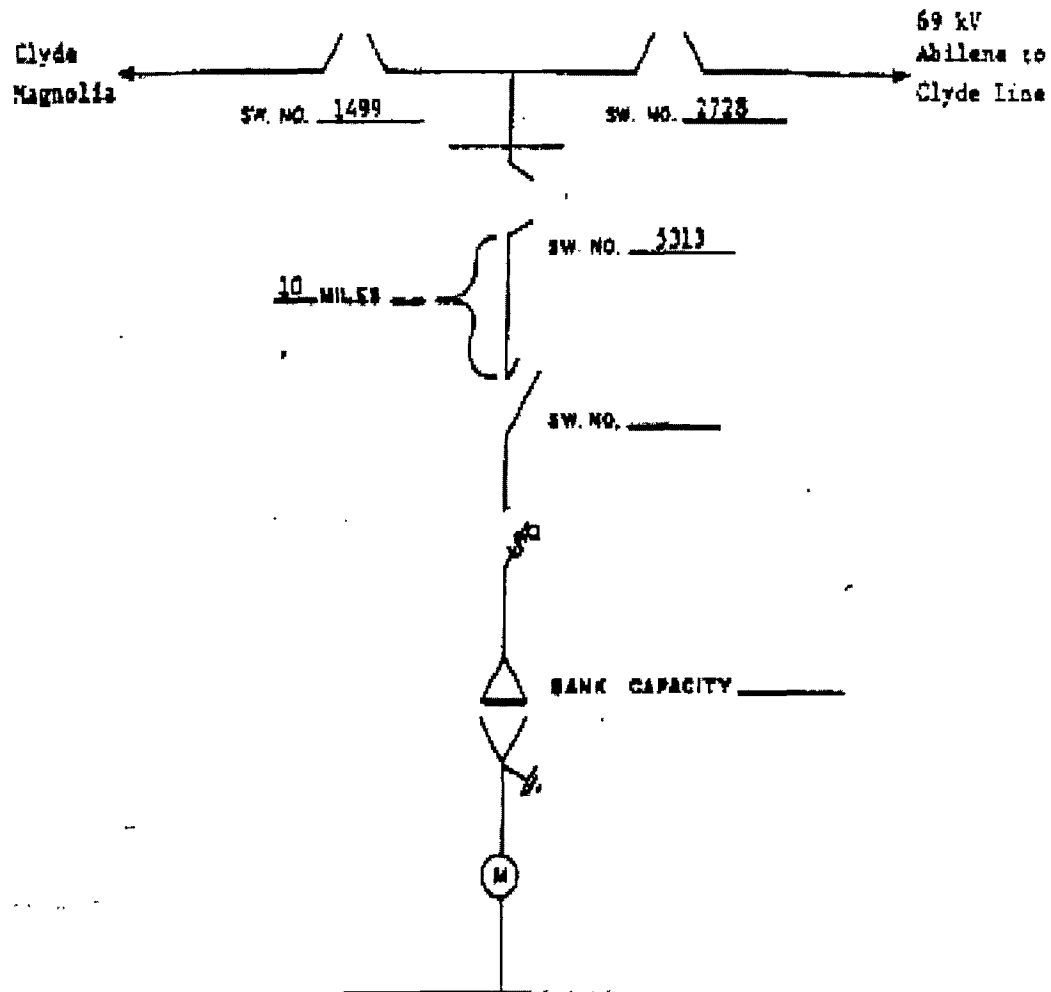 Clyde
Magnolia
69 kV
Abilene to
Clyde Line
SW. NO. 1499
SW. NO. 2728
SW. NO. 5313
10 MILES
SW. NO.
BANK CAPACITY
M